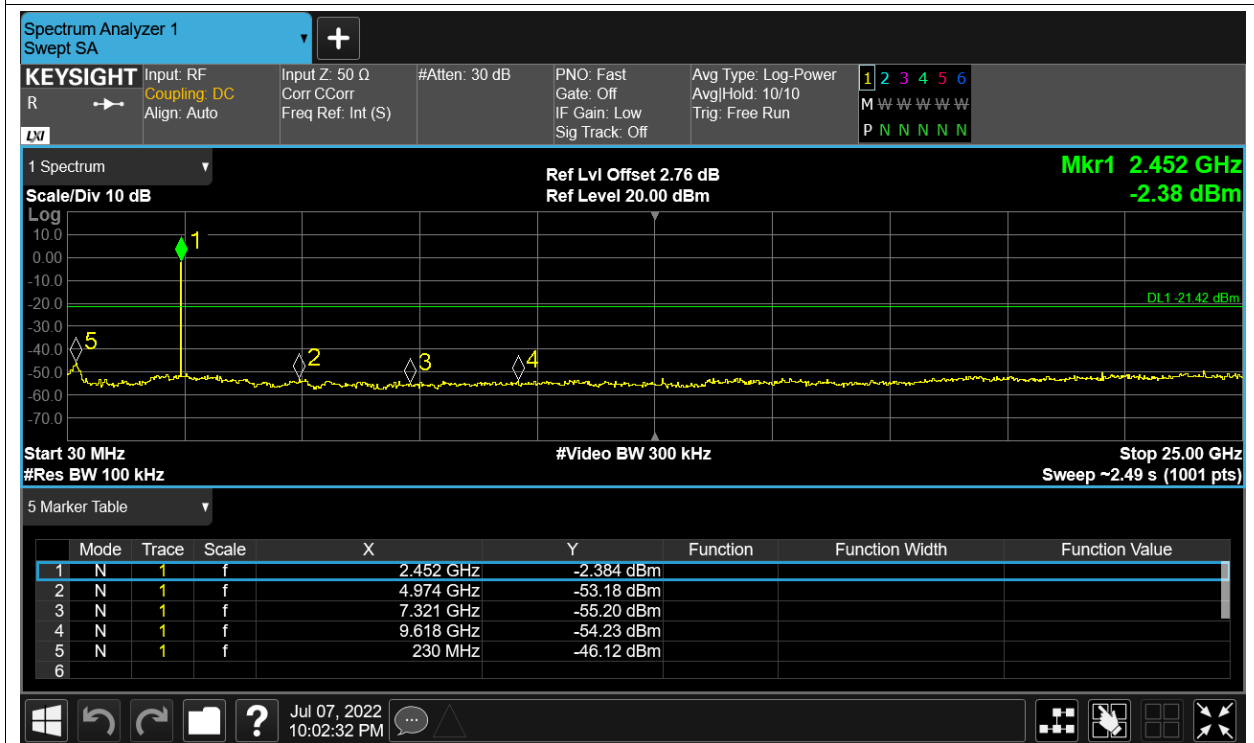 Spectrum Analyzer 1
Swept SA
KEYSIGHT
R
LXI
Input: RF
Coupling: DC
Align: Auto
Input Z: 50 Ω
Corr CCorr
Freq Ref: Int (S)
#Atten: 30 dB
PNO: Fast
Gate: Off
IF Gain: Low
Sig Track: Off
Avg Type: Log-Power
Avg|Hold: 10/10
Trig: Free Run
1 2 3 4 5 6
M W W W W W W
P N N N N N
1 Spectrum
Scale/Div 10 dB
Ref Lvl Offset 2.76 dB
Ref Level 20.00 dBm
Mkr1 2.452 GHz
-2.38 dBm
Log
10.0
0.00
-10.0
-20.0
-30.0
-40.0
-50.0
-60.0
-70.0
1
DL1 -21.42 dBm
5
2
3
4
Start 30 MHz
#Res BW 100 kHz
#Video BW 300 kHz
Stop 25.00 GHz
Sweep ~2.49 s (1001 pts)
5 Marker Table
Mode Trace Scale X Y Function Function Width Function Value
1 N 1 f 2.452 GHz -2.384 dBm
2 N 1 f 4.974 GHz -53.18 dBm
3 N 1 f 7.321 GHz -55.20 dBm
4 N 1 f 9.618 GHz -54.23 dBm
5 N 1 f 230 MHz -46.12 dBm
6
?
Jul 07, 2022
10:02:32 PM